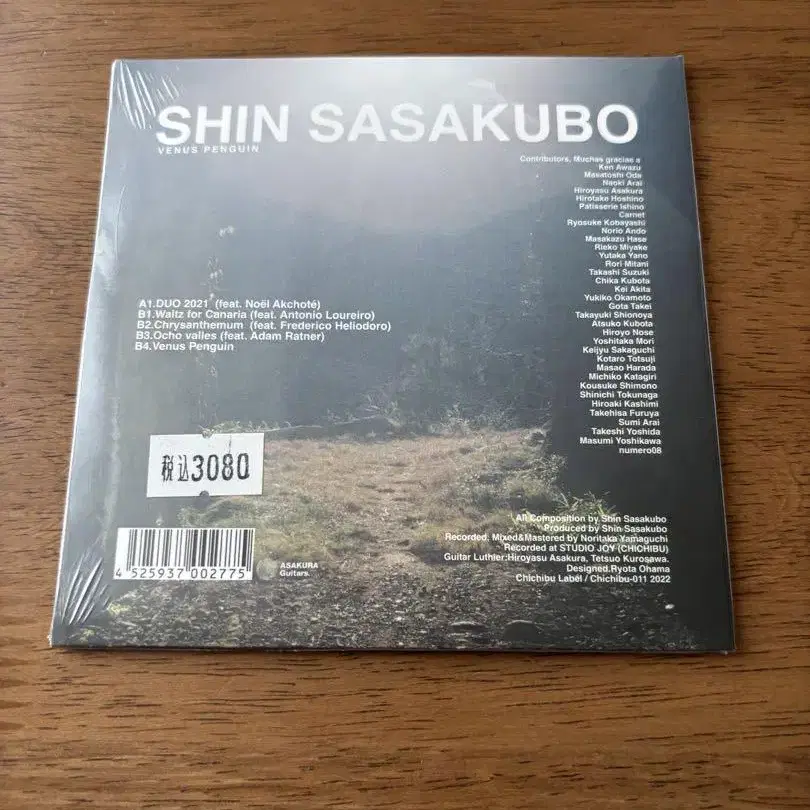 SHIN SASAKUBO
VENUS PENGUIN
Contributors, Muchas gracias a
Ken Awazu
Masatoshi Oda
Naoki Arai
Hiroyasu Asakura
Hirotake Hoshino
Patisserie Ishino
Carnet
Ryosuke Kobayashi
Norio Ando
Masakazu Hase
Rieko Miyake
Yutaka Yano
Rori Mitani
Takashi Suzuki
Chika Kubota
Kei Akita
Yukiko Okamoto
Gota Takei
Takayuki Shionoya
Atsuko Kubota
Hiroyo Nose
Yoshitaka Mori
Keijyu Sakaguchi
Kotaro Totsuji
Masao Harada
Michiko Katagiri
Kousuke Shimono
Shinichi Tokunaga
Hiroaki Kashimi
Takehisa Furuya
Sumi Arai
Takeshi Yoshida
Masumi Yoshikawa
numero08
A1.DUO 2021 (feat. Noël Akchoté)
B1.Waltz for Canaria (feat. Antonio Loureiro)
B2.Chrysanthemum (feat. Frederico Heliodoro)
B3.Ocho valles (feat. Adam Ratner)
B4.Venus Penguin
税込3080
4 525937 002775
ASAKURA
Guitars.
All Composition by Shin Sasakubo
Produced by Shin Sasakubo
Recorded. Mixed&Mastered by Noritaka Yamaguchi
Recorded at STUDIO JOY (CHICHIBU)
Guitar Luthier:Hiroyasu Asakura, Tetsuo Kurosawa.
Designed.Ryota Ohama
Chichibu Label / Chichibu-011 2022